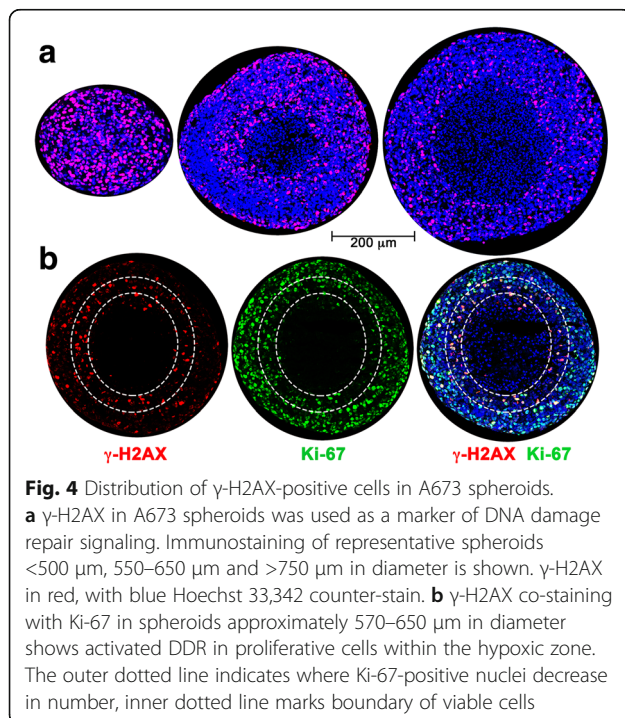 a
200 μm
b
γ-H2AX
Ki-67
γ-H2AX Ki-67
Fig. 4 Distribution of γ-H2AX-positive cells in A673 spheroids.
a γ-H2AX in A673 spheroids was used as a marker of DNA damage
repair signaling. Immunostaining of representative spheroids
<500 μm, 550–650 μm and >750 μm in diameter is shown. γ-H2AX
in red, with blue Hoechst 33,342 counter-stain. b γ-H2AX co-staining
with Ki-67 in spheroids approximately 570–650 μm in diameter
shows activated DDR in proliferative cells within the hypoxic zone.
The outer dotted line indicates where Ki-67-positive nuclei decrease
in number, inner dotted line marks boundary of viable cells